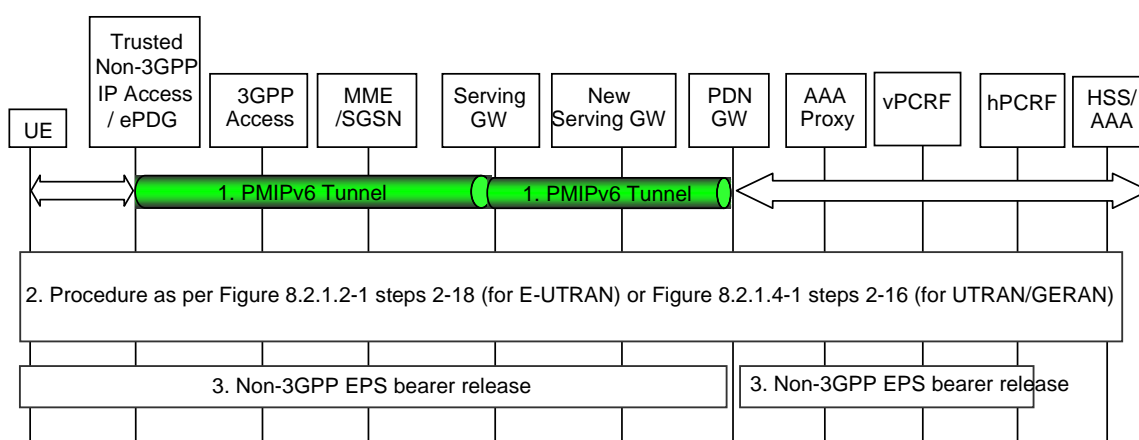 UE
Trusted
Non-3GPP
IP Access
/ ePDG
3GPP
Access
MME
/SGSN
Serving
GW
New
Serving GW
PDN
GW
AAA
Proxy
vPCRF
hPCRF
HSS/
AAA
1. PMIPv6 Tunnel
1. PMIPv6 Tunnel
2. Procedure as per Figure 8.2.1.2-1 steps 2-18 (for E-UTRAN) or Figure 8.2.1.4-1 steps 2-16 (for UTRAN/GERAN)
3. Non-3GPP EPS bearer release
3. Non-3GPP EPS bearer release